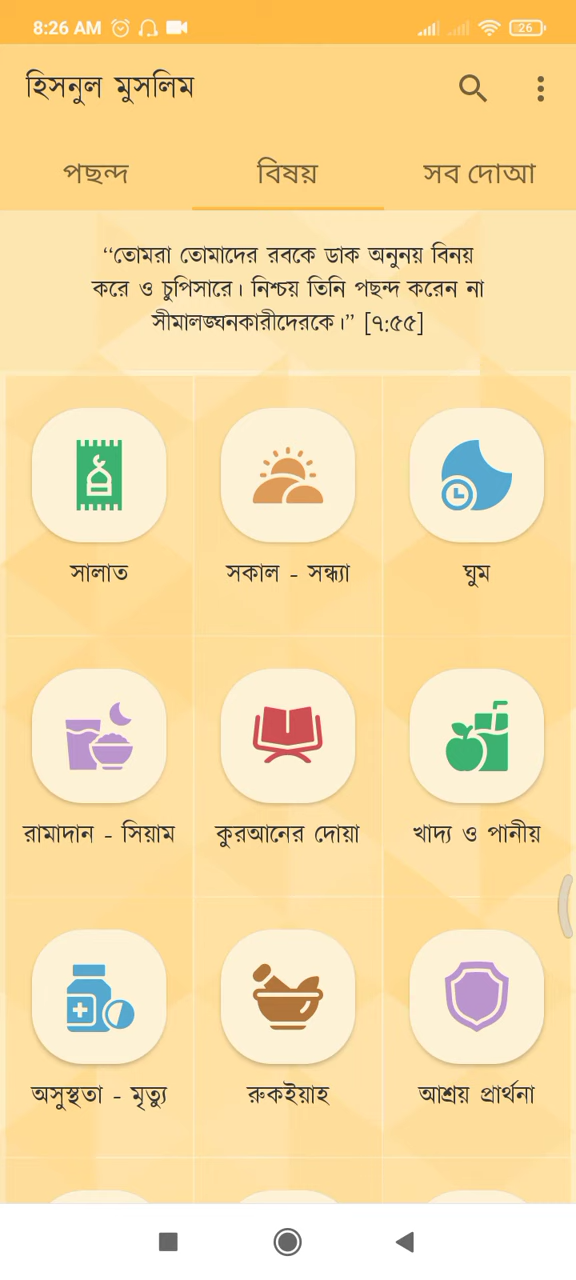 8:26 AM
26
হিসনুল মুসলিম
পছন্দ
বিষয়
সব দোআ
‘‘তোমরা তোমাদের রবকে ডাক অনুনয় বিনয়
করে ও চুপিসারে। নিশ্চয় তিনি পছন্দ করেন না
সীমালঙ্ঘনকারীদেরকে।’’ [৭:৫৫]
সালাত
সকাল - সন্ধ্যা
ঘুম
রামাদান - সিয়াম
কুরআনের দোয়া
খাদ্য ও পানীয়
অসুস্থতা - মৃত্যু
রুকইয়াহ
আশ্রয় প্রার্থনা